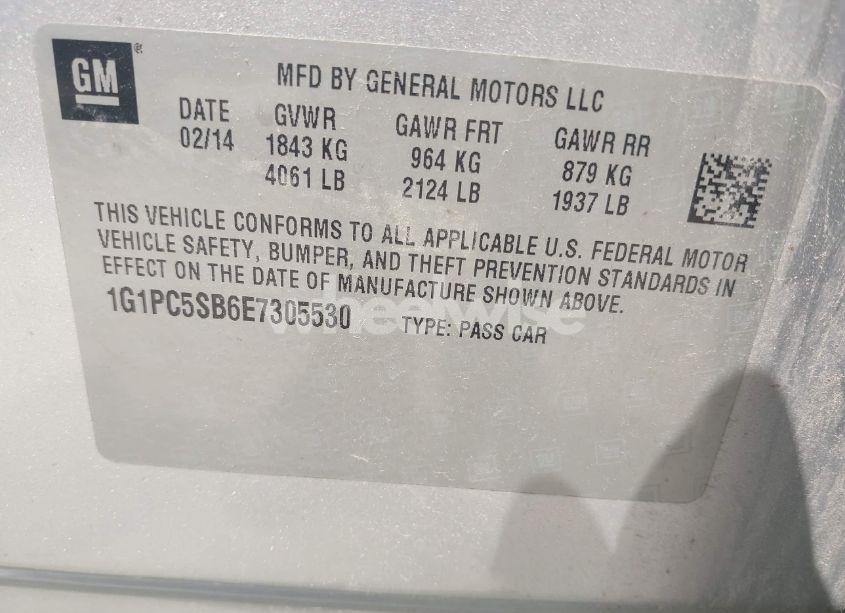 GM
MFD BY GENERAL MOTORS LLC
DATE GVWR GAWR FRT GAWR RR
02/14 1843 KG 964 KG 879 KG
4061 LB 2124 LB 1937 LB
THIS VEHICLE CONFORMS TO ALL APPLICABLE U.S. FEDERAL MOTOR
VEHICLE SAFETY, BUMPER, AND THEFT PREVENTION STANDARDS IN
EFFECT ON THE DATE OF MANUFACTURE SHOWN ABOVE.
1G1PC5SB6E7305530 TYPE: PASS CAR
wheelwise